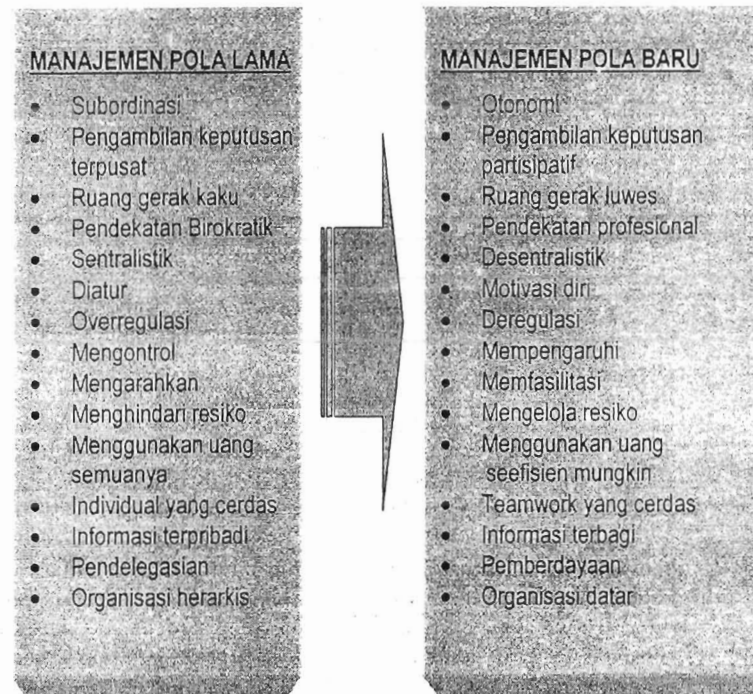 MANAJEMEN POLA LAMA
• Subordinasi
• Pengambilan keputusan
terpusat
• Ruang gerak kaku
• Pendekatan Birokratik
• Sentralistik
• Diatur
• Overregulasi
• Mengontrol
• Mengarahkan
• Menghindari resiko
• Menggunakan uang
semuanya
• Individual yang cerdas
• Informasi terpribadi
• Pendelegasian
• Organisasi herarkis
MANAJEMEN POLA BARU
• Otonomi
• Pengambilan keputusan
partisipatif
• Ruang gerak luwes
• Pendekatan profesional
• Desentralistik
• Motivasi diri
• Deregulasi
• Mempengaruhi
• Memfasilitasi
• Mengelola resiko
• Menggunakan uang
seefisien mungkin
• Teamwork yang cerdas
• Informasi terbagi
• Pemberdayaan
• Organisasi datar